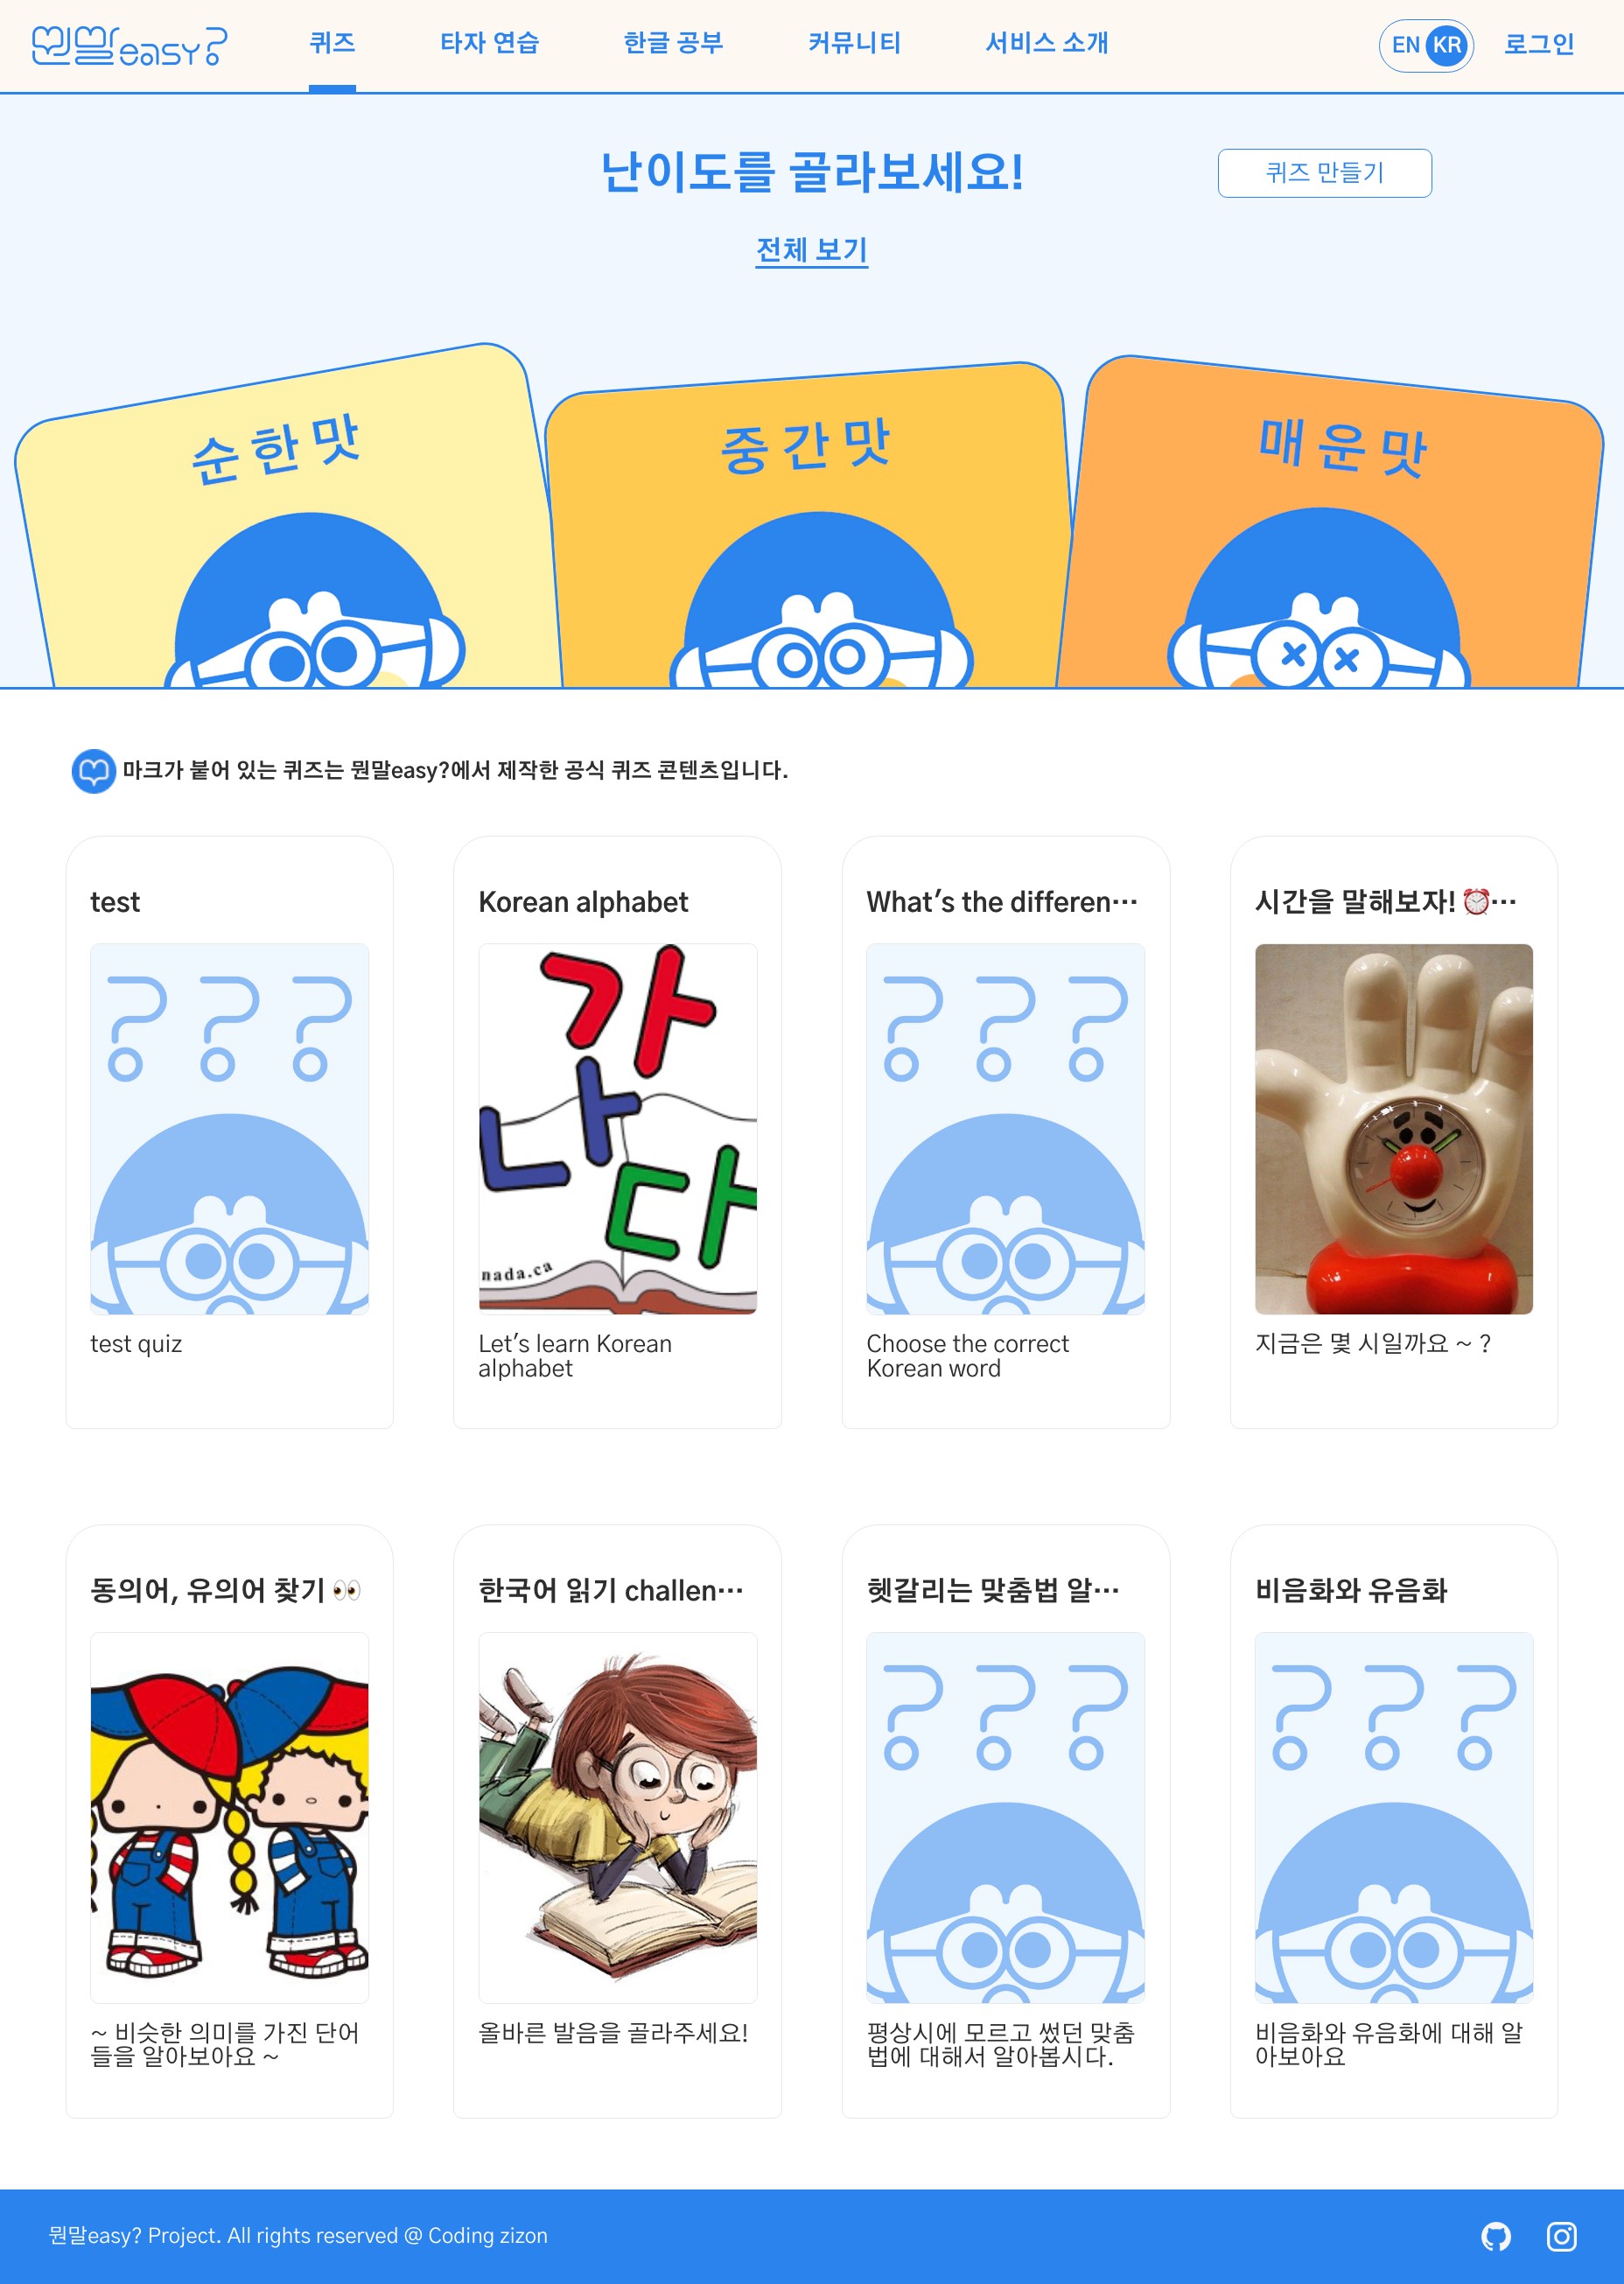 뭔말easy?
퀴즈
타자 연습
한글 공부
커뮤니티
서비스 소개
EN KR
로그인
난이도를 골라보세요!
퀴즈 만들기
전체 보기
순한맛
중간맛
매운맛
마크가 붙어 있는 퀴즈는 뭔말easy?에서 제작한 공식 퀴즈 콘텐츠입니다.
test
Korean alphabet
What's the differen⋯
시간을 말해보자! ⏰⋯
???
가
나
다
nada.ca
???
test quiz
Let's learn Korean
alphabet
Choose the correct
Korean word
지금은 몇 시일까요 ~ ?
동의어, 유의어 찾기 👀
한국어 읽기 challen⋯
헷갈리는 맞춤법 알⋯
비음화와 유음화
???
???
~ 비슷한 의미를 가진 단어
들을 알아보아요 ~
올바른 발음을 골라주세요!
평상시에 모르고 썼던 맞춤
법에 대해서 알아봅시다.
비음화와 유음화에 대해 알
아보아요
뭔말easy? Project. All rights reserved @ Coding zizon